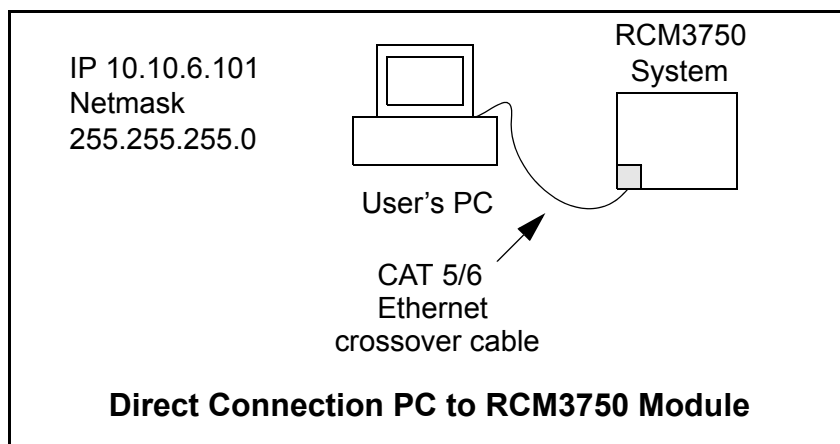 IP 10.10.6.101
Netmask
255.255.255.0
RCM3750
System
User's PC
CAT 5/6
Ethernet
crossover cable
Direct Connection PC to RCM3750 Module